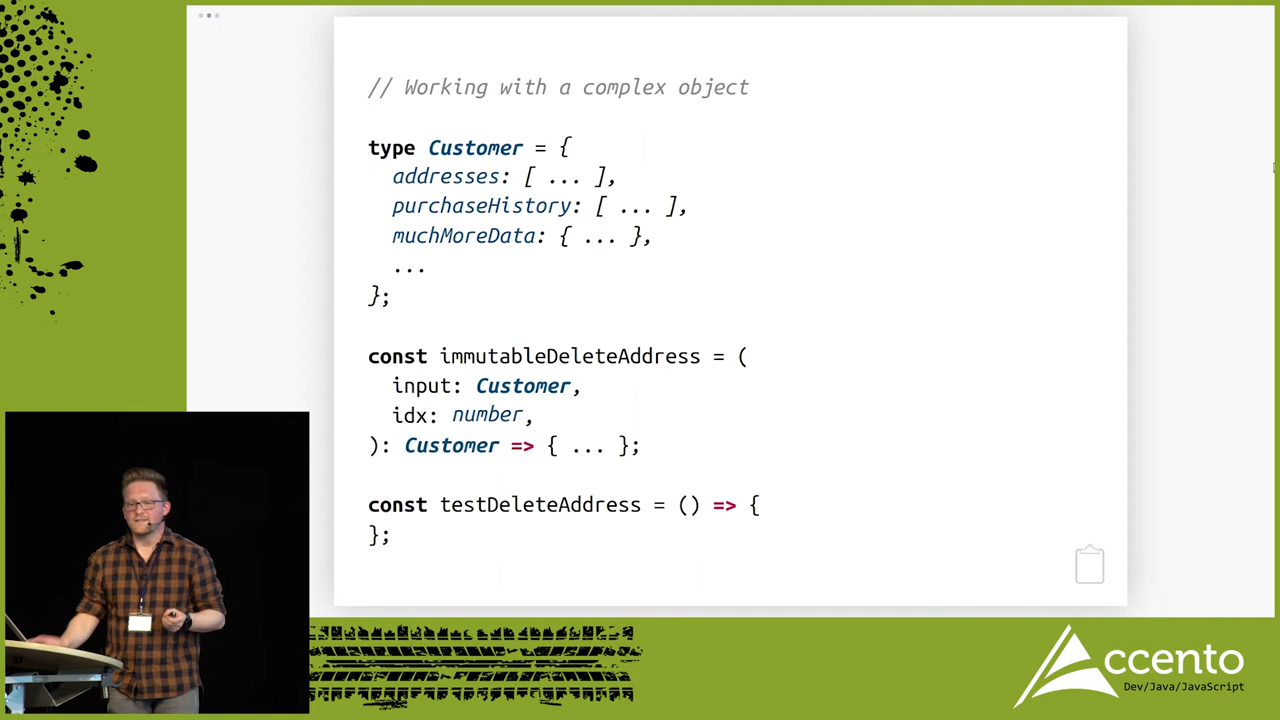 // Working with a complex object
type Customer = {
addresses: [ ... ],
purchaseHistory: [ ... ],
muchMoreData: { ... },
...
};
const immutableDeleteAddress = (
input: Customer,
idx: number,
): Customer => { ... };
const testDeleteAddress = () => {
};
Accento
Dev/Java/JavaScript